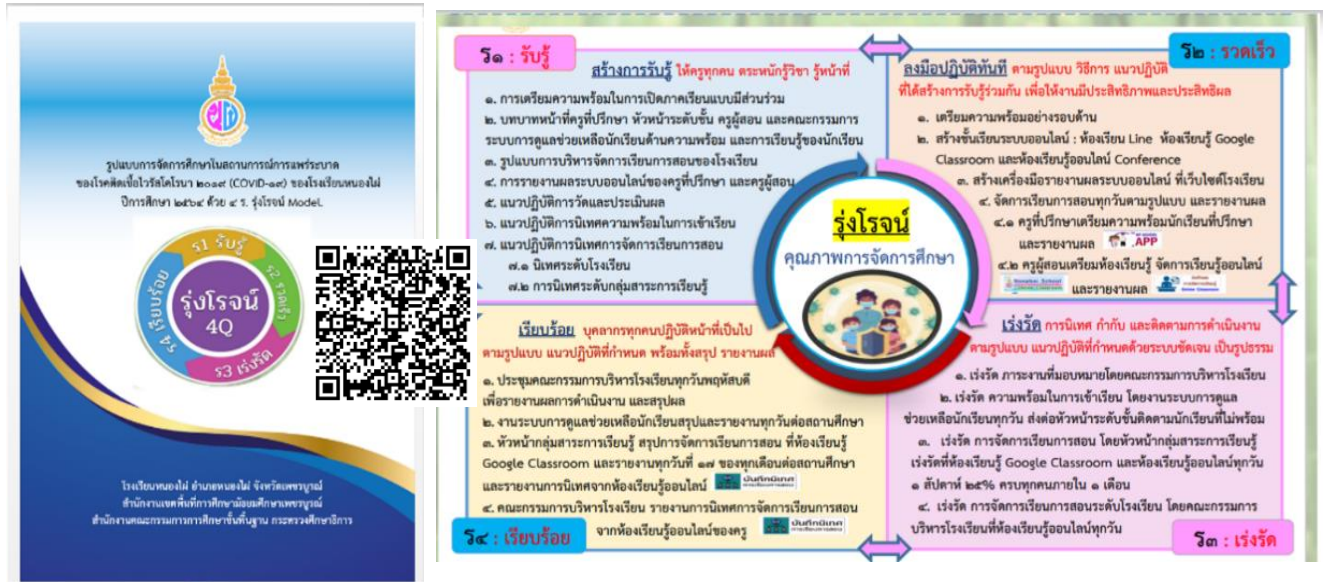 รูปแบบการจัดการศึกษาในสถานการณ์การแพร่ระบาด
ของโรคติดเชื้อไวรัสโคโรนา ๒๐๑๙ (COVID-๑๙) ของโรงเรียนหนองไผ่
ปีการศึกษา ๒๕๖๔ ด้วย ๔ ร. รุ่งโรจน์ Model.
ร1 รับรู้
ร2 รวดเร็ว
ร3 เร่งรัด
ร4 เรียบร้อย
รุ่งโรจน์
4Q
โรงเรียนหนองไผ่ อำเภอหนองไผ่ จังหวัดเพชรบูรณ์
สำนักงานเขตพื้นที่การศึกษามัธยมศึกษาเพชรบูรณ์
สำนักงานคณะกรรมการการศึกษาขั้นพื้นฐาน กระทรวงศึกษาธิการ
ร๑ : รับรู้
สร้างการรับรู้ ให้ครูทุกคน ตระหนักรู้วิชา รู้หน้าที่
๑. การเตรียมความพร้อมในการเปิดภาคเรียนแบบมีส่วนร่วม
๒. บทบาทหน้าที่ครูที่ปรึกษา หัวหน้าระดับชั้น ครูผู้สอน และคณะกรรมการ
ระบบการดูแลช่วยเหลือนักเรียนด้านความพร้อม และการเรียนรู้ของนักเรียน
๓. รูปแบบการบริหารจัดการเรียนการสอนของโรงเรียน
๔. การรายงานผลระบบออนไลน์ของครูที่ปรึกษา และครูผู้สอน
๕. แนวปฏิบัติการวัดและประเมินผล
๖. แนวปฏิบัติการนิเทศความพร้อมในการเข้าเรียน
๗. แนวปฏิบัติการนิเทศการจัดการเรียนการสอน
๗.๑ นิเทศระดับโรงเรียน
๗.๒ การนิเทศระดับกลุ่มสาระการเรียนรู้
ร๒ : รวดเร็ว
ลงมือปฏิบัติทันที ตามรูปแบบ วิธีการ แนวปฏิบัติ
ที่ได้สร้างการรับรู้ร่วมกัน เพื่อให้งานมีประสิทธิภาพและประสิทธิผล
๑. เตรียมความพร้อมอย่างรอบด้าน
๒. สร้างชั้นเรียนระบบออนไลน์ : ห้องเรียน Line ห้องเรียนรู้ Google
Classroom และห้องเรียนรู้ออนไลน์ Conference
๓. สร้างเครื่องมือรายงานผลระบบออนไลน์ ที่เว็บไซต์โรงเรียน
๔. จัดการเรียนการสอนทุกวันตามรูปแบบ และรายงานผล
๔.๑ ครูที่ปรึกษาเตรียมความพร้อมนักเรียนที่ปรึกษา
และรายงานผล APP
๔.๒ ครูผู้สอนเตรียมห้องเรียนรู้ จัดการเรียนรู้ออนไลน์
และรายงานผล
รุ่งโรจน์
คุณภาพการจัดการศึกษา
เรียบร้อย บุคลากรทุกคนปฏิบัติหน้าที่เป็นไป
ตามรูปแบบ แนวปฏิบัติที่กำหนด พร้อมทั้งสรุป รายงานผล
๑. ประชุมคณะกรรมการบริหารโรงเรียนทุกวันพฤหัสบดี
เพื่อรายงานผลการดำเนินงาน และสรุปผล
๒. งานระบบการดูแลช่วยเหลือนักเรียนสรุปและรายงานทุกวันต่อสถานศึกษา
๓. หัวหน้ากลุ่มสาระการเรียนรู้ สรุปการจัดการเรียนการสอน ที่ห้องเรียนรู้
Google Classroom และรายงานทุกวันที่ ๑๗ ของทุกเดือนต่อสถานศึกษา
และรายงานการนิเทศจากห้องเรียนรู้ออนไลน์ บันทึกนิเทศ
๔. คณะกรรมการบริหารโรงเรียน รายงานการนิเทศการจัดการเรียนการสอน
จากห้องเรียนรู้ออนไลน์ของครู บันทึกนิเทศ
ร๔ : เรียบร้อย
เร่งรัด การนิเทศ กำกับ และติดตามการดำเนินงาน
ตามรูปแบบ แนวปฏิบัติที่กำหนดด้วยระบบชัดเจน เป็นรูปธรรม
๑. เร่งรัด ภาระงานที่มอบหมายโดยคณะกรรมการบริหารโรงเรียน
๒. เร่งรัด ความพร้อมในการเข้าเรียน โดยงานระบบการดูแล
ช่วยเหลือนักเรียนทุกวัน ส่งต่อหัวหน้าระดับชั้นติดตามนักเรียนที่ไม่พร้อม
๓. เร่งรัด การจัดการเรียนการสอน โดยหัวหน้ากลุ่มสาระการเรียนรู้
เร่งรัดที่ห้องเรียนรู้ Google Classroom และห้องเรียนรู้ออนไลน์ทุกวัน
๑ สัปดาห์ ๒๕% ครบทุกคนภายใน ๑ เดือน
๔. เร่งรัด การจัดการเรียนการสอนระดับโรงเรียน โดยคณะกรรมการ
บริหารโรงเรียนที่ห้องเรียนรู้ออนไลน์ทุกวัน
ร๓ : เร่งรัด